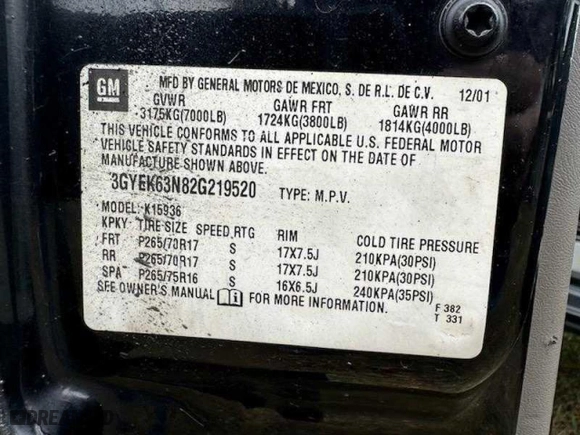 GM
MFD BY GENERAL MOTORS DE MEXICO, S. DE R.L. DE C.V. 12/01
GVWR GAWR FRT GAWR RR
3175KG(7000LB) 1724KG(3800LB) 1814KG(4000LB)
THIS VEHICLE CONFORMS TO ALL APPLICABLE U.S. FEDERAL MOTOR
VEHICLE SAFETY STANDARDS IN EFFECT ON THE DATE OF
MANUFACTURE SHOWN ABOVE.
3GYEK63N82G219520 TYPE: M.P.V.
MODEL: K15936
KPKY TIRE SIZE SPEED,RTG RIM COLD TIRE PRESSURE
FRT P265/70R17 S 17X7.5J 210KPA(30PSI)
RR P265/70R17 S 17X7.5J 210KPA(30PSI)
SPA P265/75R16 S 16X6.5J 240KPA(35PSI)
SEE OWNER'S MANUAL FOR MORE INFORMATION. F 382
T 331